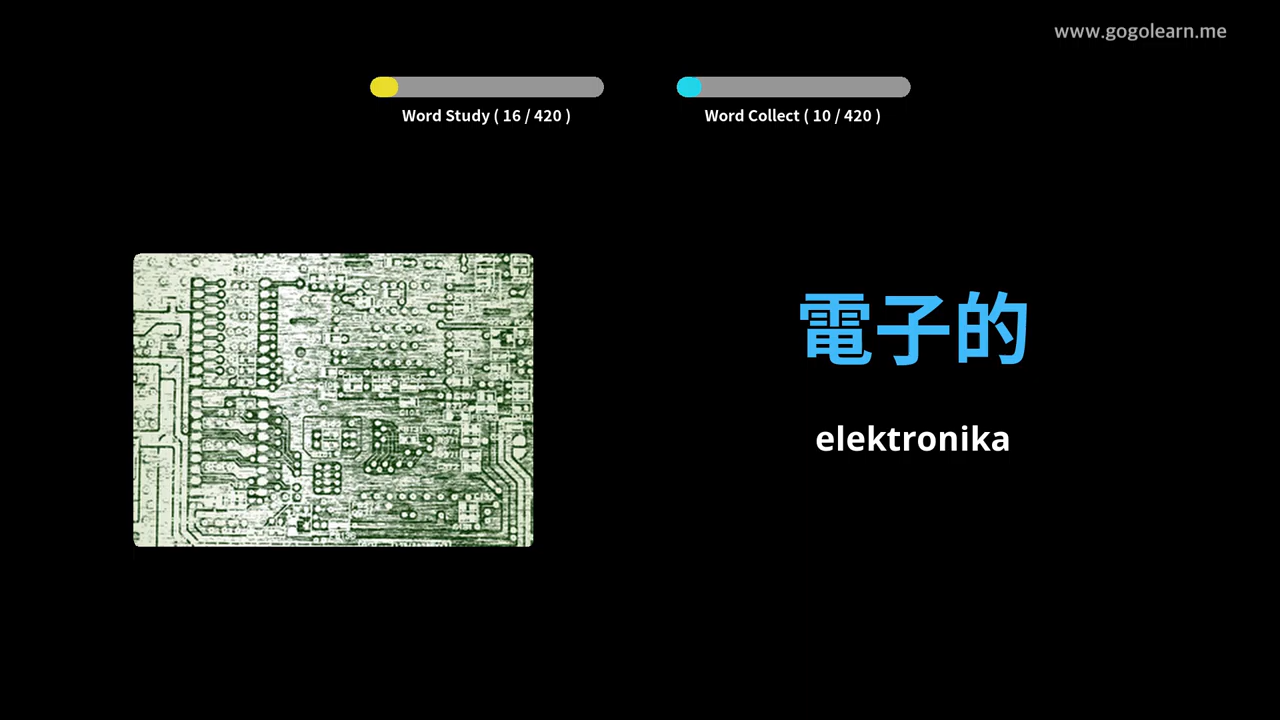 www.gogolearn.me
Word Study ( 16 / 420 )
Word Collect ( 10 / 420 )
電子的
elektronika